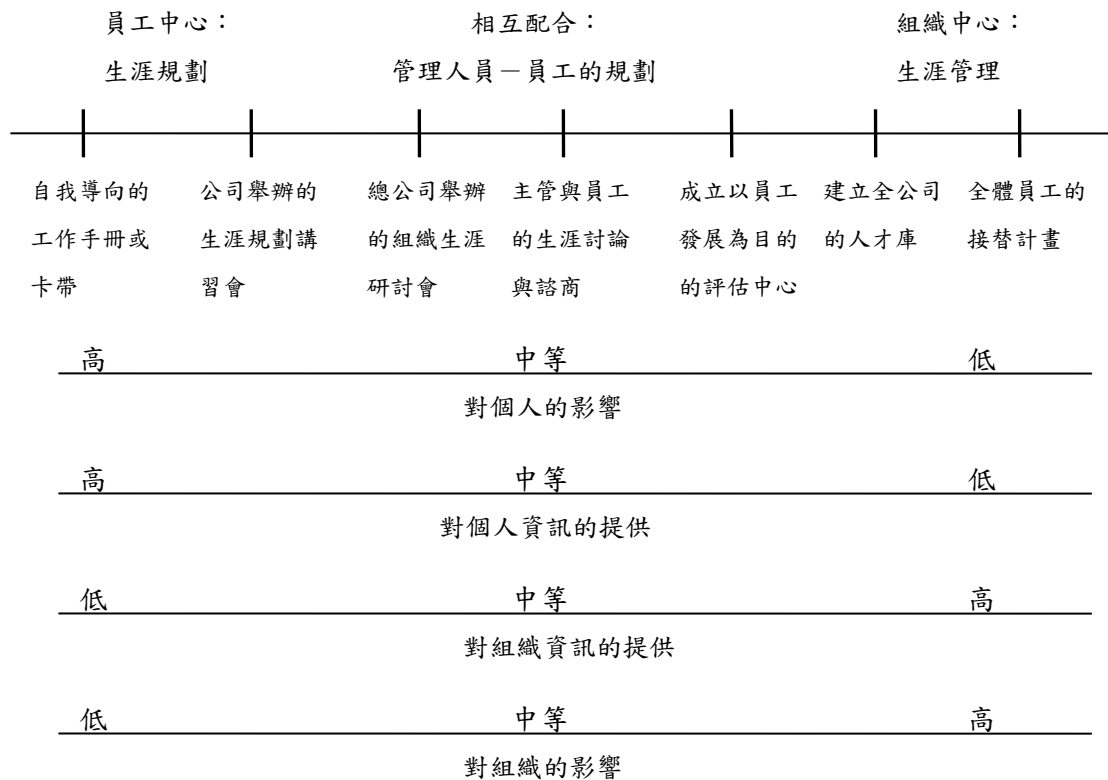 員工中心： 相互配合： 組織中心：
生涯規劃 管理人員－員工的規劃 生涯管理
自我導向的 公司舉辦的 總公司舉辦 主管與員工 成立以員工 建立全公司 全體員工的
工作手冊或 生涯規劃講 的組織生涯 的生涯討論 發展為目的 的人才庫 接替計畫
卡帶 習會 研討會 與諮商 的評估中心
高 中等 低
對個人的影響
高 中等 低
對個人資訊的提供
低 中等 高
對組織資訊的提供
低 中等 高
對組織的影響